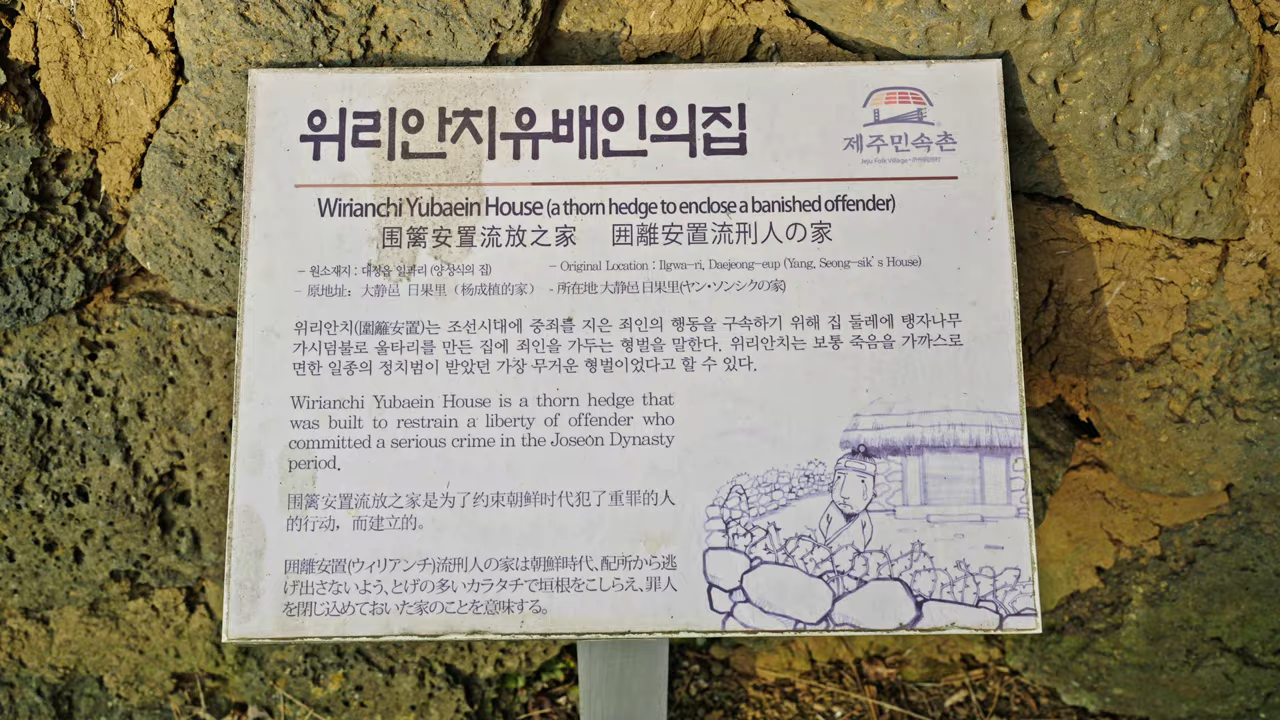 위리안치유배인의집
제주민속촌
Jeju Folk Village
Wirianchi Yubaein House (a thorn hedge to enclose a banished offender)
围篱安置流放之家 囲離安置流刑人の家
- 원소재지 : 대정읍 일과리 (양성식의 집) - Original Location : Ilgwa-ri, Daejeong-eup (Yang, Seong-sik's House)
- 原地址: 大静邑 日果里 (杨成植的家) - 所在地 大静邑 日果里(ヤン・ソンシクの家)
위리안치(圍籬安置)는 조선시대에 중죄를 지은 죄인의 행동을 구속하기 위해 집 둘레에 탱자나무
가시덤불로 울타리를 만든 집에 죄인을 가두는 형벌을 말한다. 위리안치는 보통 죽음을 가까스로
면한 일종의 정치범이 받았던 가장 무거운 형벌이었다고 할 수 있다.
Wirianchi Yubaein House is a thorn hedge that
was built to restrain a liberty of offender who
committed a serious crime in the Joseon Dynasty
period.
围篱安置流放之家是为了约束朝鲜时代犯了重罪的人
的行动，而建立的。
囲離安置(ウィリアンチ)流刑人の家は朝鮮時代、配所から逃
げ出さないよう、とげの多いカラタチで垣根をこしらえ、罪人
を閉じ込めておいた家のことを意味する。